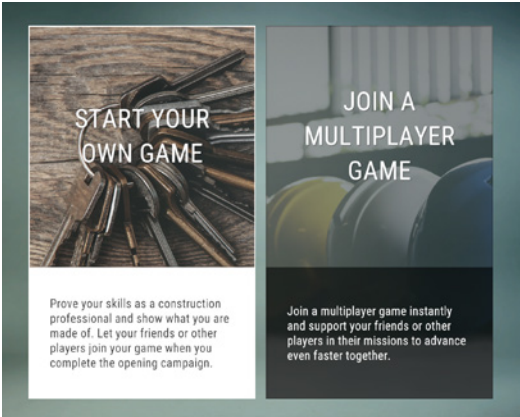 START YOUR
OWN GAME
Prove your skills as a construction
professional and show what you are
made of. Let your friends or other
players join your game when you
complete the opening campaign.
JOIN A
MULTIPLAYER
GAME
Join a multiplayer game instantly
and support your friends or other
players in their missions to advance
even faster together.